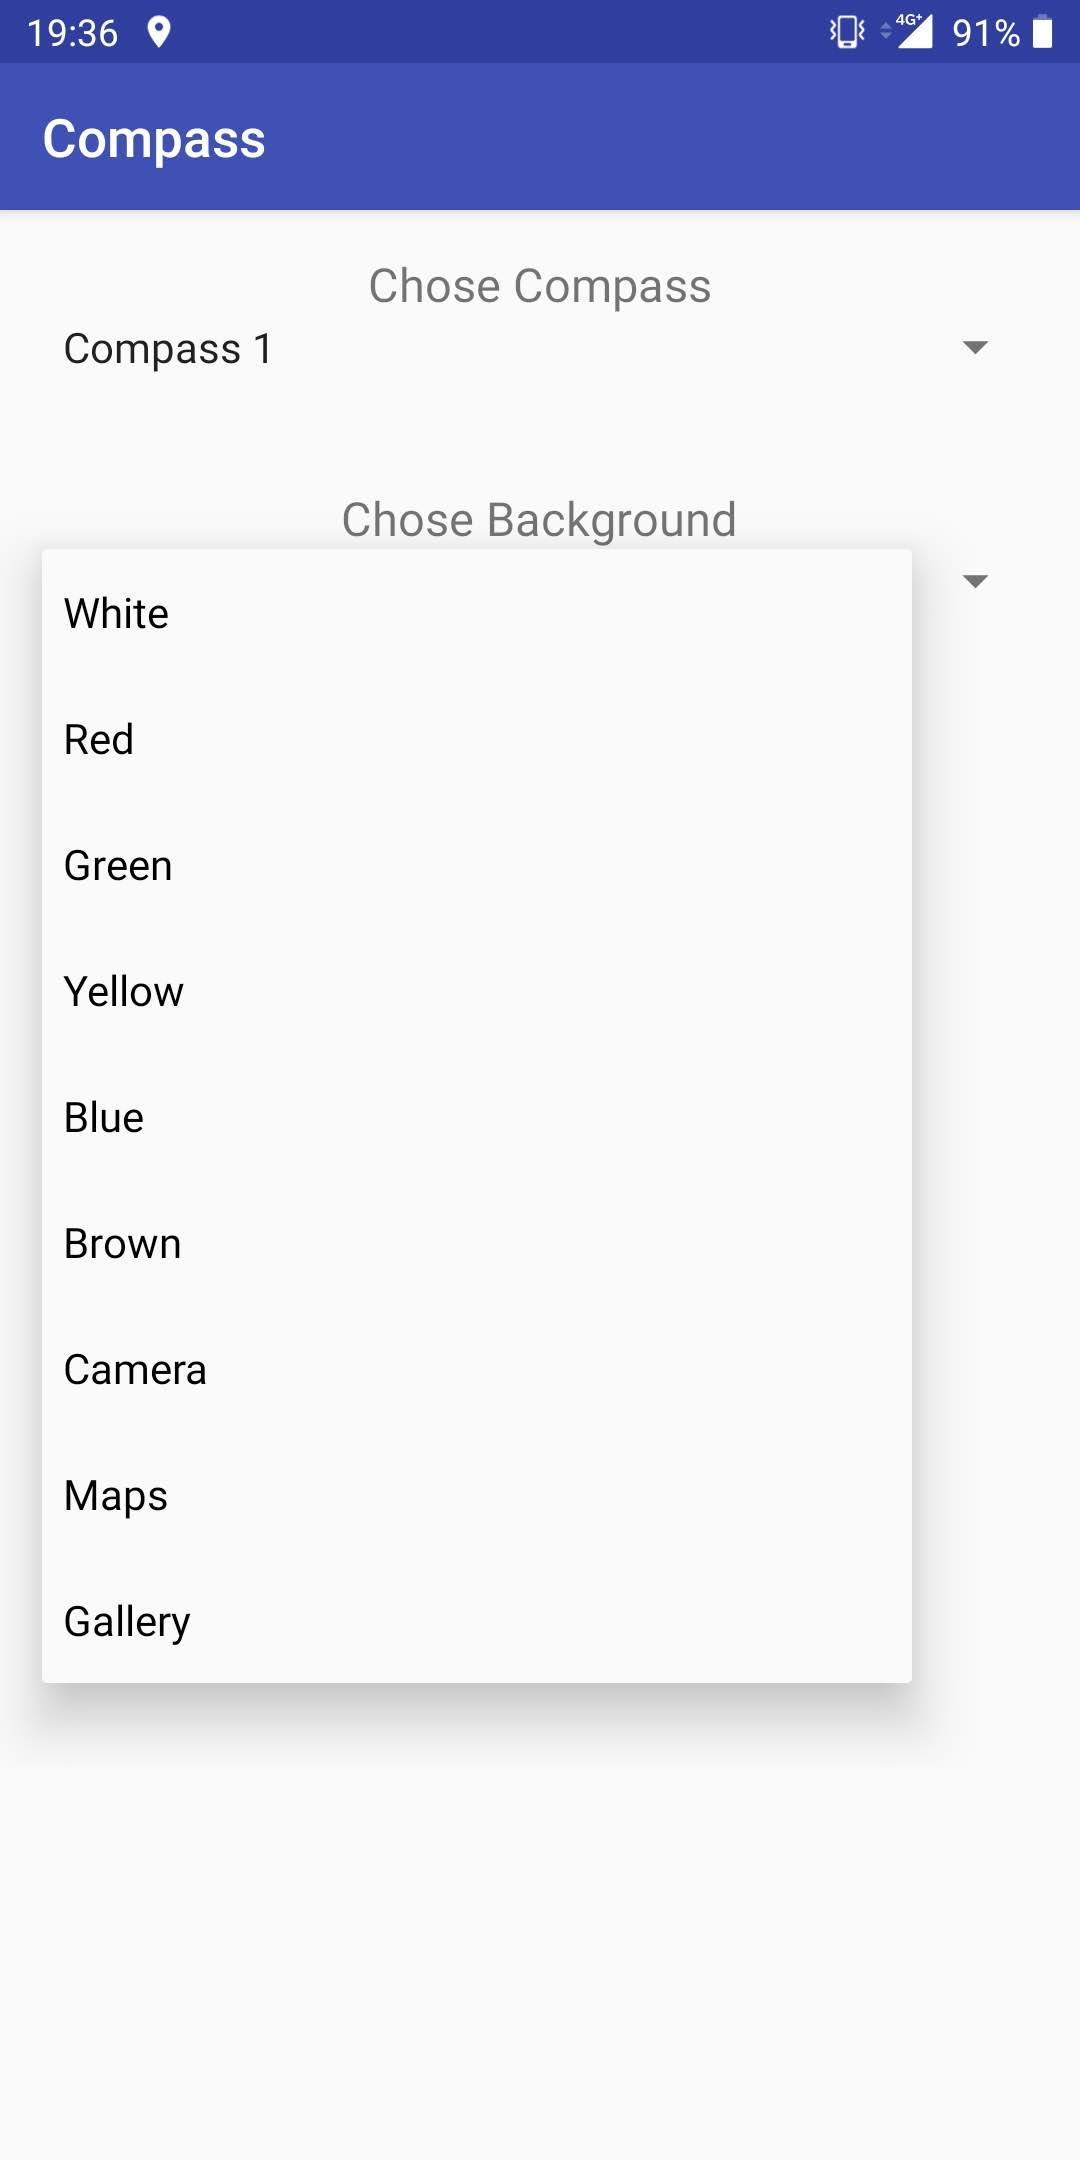 19:36 4G+ 91%
Compass
Chose Compass
Compass 1
Chose Background
White
Red
Green
Yellow
Blue
Brown
Camera
Maps
Gallery